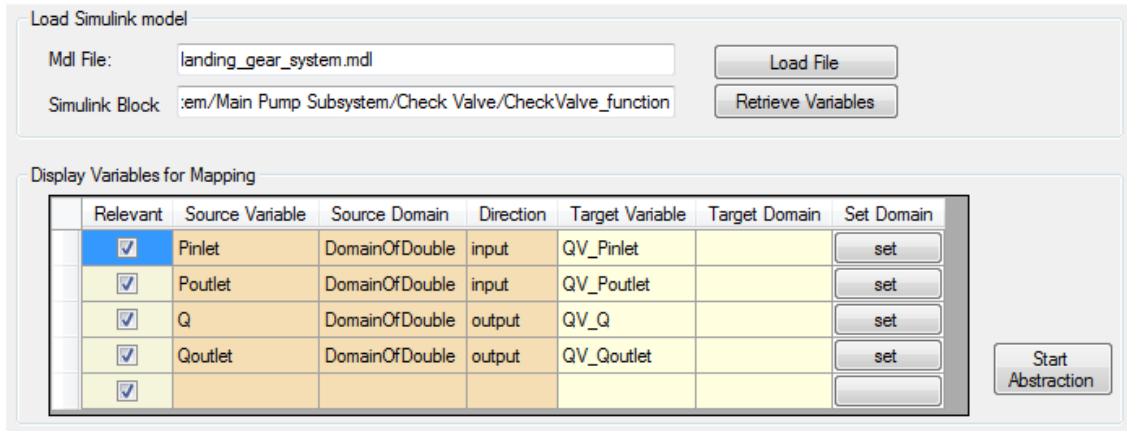 Load Simulink model
Mdl File: landing_gear_system.mdl Load File
Simulink Block :em/Main Pump Subsystem/Check Valve/CheckValve_function Retrieve Variables
Display Variables for Mapping
Relevant Source Variable Source Domain Direction Target Variable Target Domain Set Domain
Pinlet DomainOfDouble input QV_Pinlet set
Poutlet DomainOfDouble input QV_Poutlet set
Q DomainOfDouble output QV_Q set
Qoutlet DomainOfDouble output QV_Qoutlet set
Start
Abstraction